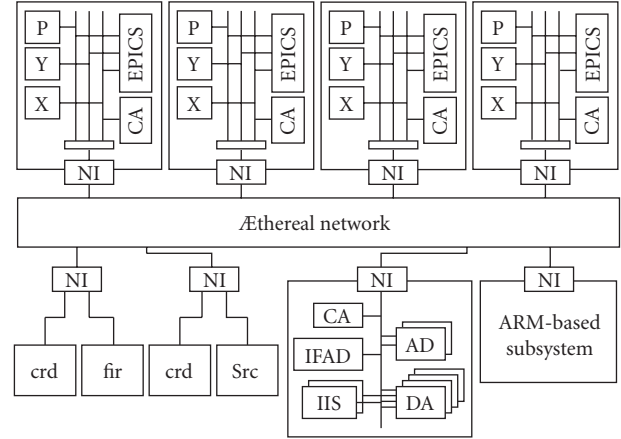 P
Y
X
EPICS
CA
NI
P
Y
X
EPICS
CA
NI
P
Y
X
EPICS
CA
NI
P
Y
X
EPICS
CA
NI
Æthereal network
NI
crd
fir
NI
crd
Src
NI
CA
IFAD
AD
IIS
DA
NI
ARM-based
subsystem